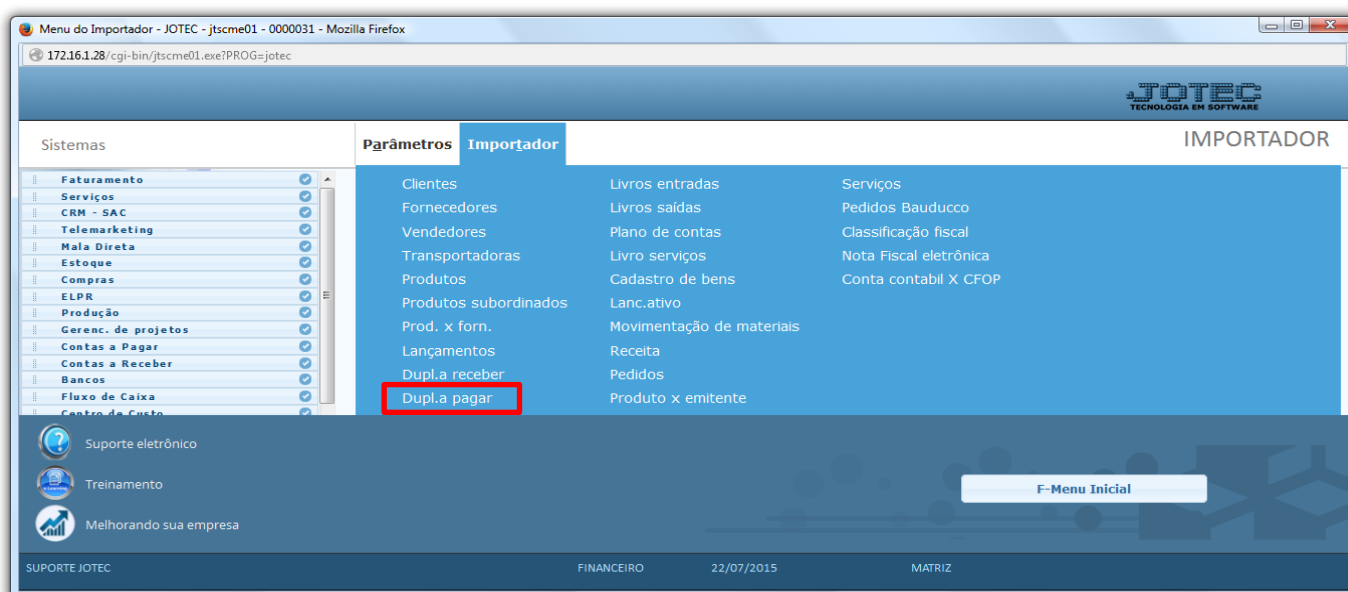 Menu do Importador - JOTEC - jtscme01 - 0000031 - Mozilla Firefox
172.16.1.28/cgi-bin/jtscme01.exe?PROG=jotec
JOTEC
TECNOLOGIA EM SOFTWARE
Sistemas
Parâmetros Importador
IMPORTADOR
Faturamento
Serviços
CRM - SAC
Telemarketing
Mala Direta
Estoque
Compras
ELPR
Produção
Gerenc. de projetos
Contas a Pagar
Contas a Receber
Bancos
Fluxo de Caixa
Centro de Custo
Clientes
Fornecedores
Vendedores
Transportadoras
Produtos
Produtos subordinados
Prod. x forn.
Lançamentos
Dupl.a receber
Dupl.a pagar
Livros entradas
Livros saídas
Plano de contas
Livro serviços
Cadastro de bens
Lanc.ativo
Movimentação de materiais
Receita
Pedidos
Produto x emitente
Serviços
Pedidos Bauducco
Classificação fiscal
Nota Fiscal eletrônica
Conta contabil X CFOP
Suporte eletrônico
Treinamento
Melhorando sua empresa
F-Menu Inicial
SUPORTE JOTEC FINANCEIRO 22/07/2015 MATRIZ